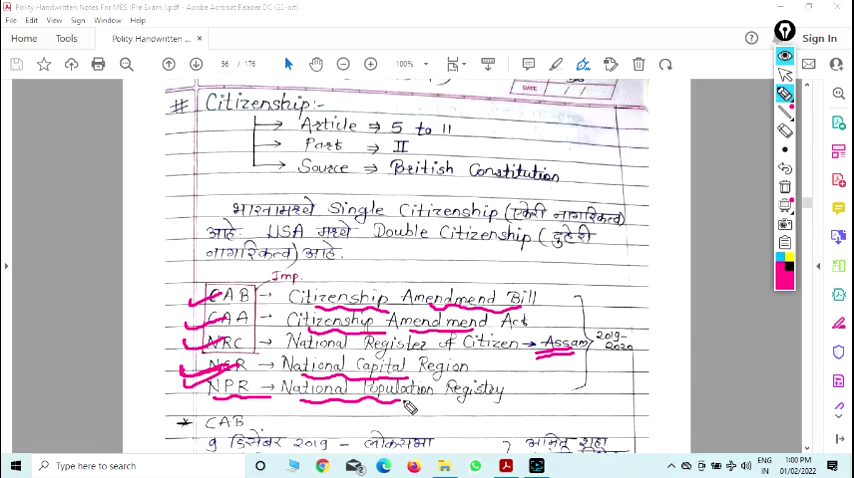 Polity Handwritten Notes For MES (Pre Exam ).pdf - Adobe Acrobat Reader DC (32-bit)
File Edit View Sign Window Help
Home Tools Polity Handwritten ... × Sign In
56 / 176 100%
DATE
# Citizenship :-
→ Article ⇒ 5 to 11
→ Part ⇒ II
→ Source ⇒ British Constitution
भारतामध्ये Single Citizenship (एकेरी नागरिकत्व)
आहे. USA मध्ये Double Citizenship (दुहेरी
नागरिकत्व) आहे.
Imp.
CAB → Citizenship Amendmend Bill
CAA → Citizenship Amendmend Act
NRC → National Register of Citizen → Assam
2019-2020
NCR → National Capital Region
NPR → National Population Registry
* CAB
9 डिसेंबर 2019 - लोकसभा अमित शहा
Type here to search
ENG 1:00 PM
IN 01/02/2022